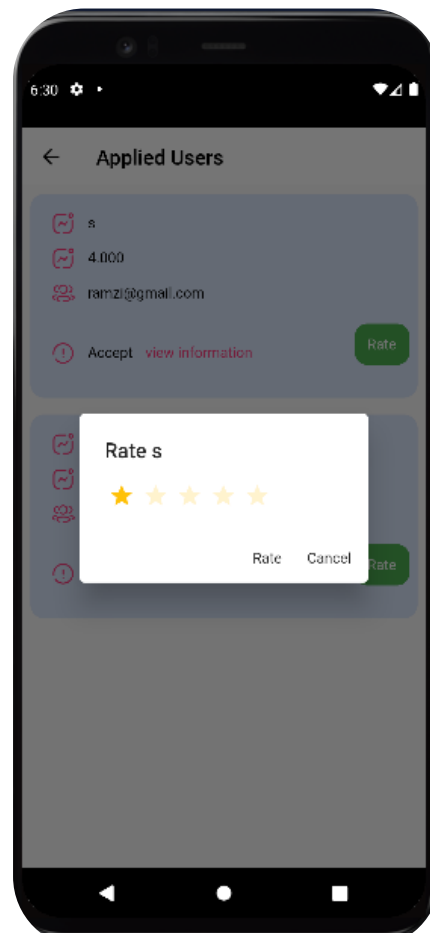 6:30
Applied Users
s
4.000
ramzi@gmail.com
Accept view information
Rate
Rate s
Rate Cancel
Rate